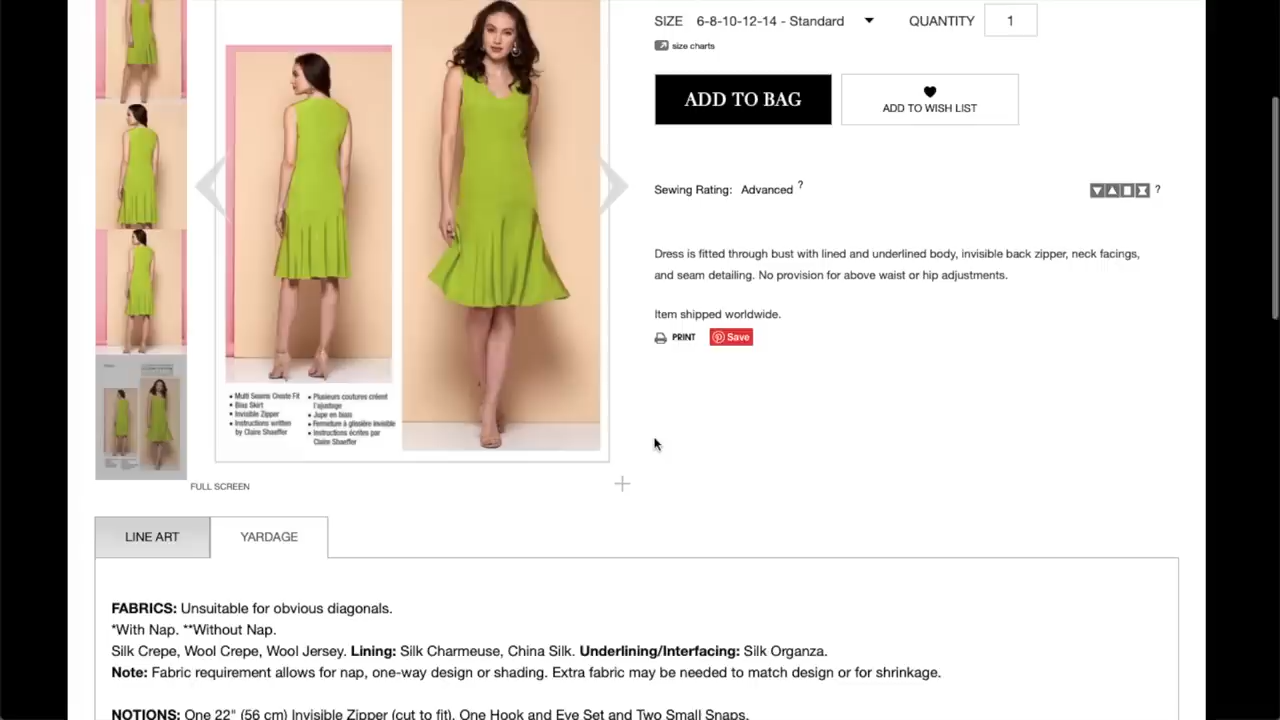 SIZE 6-8-10-12-14 - Standard QUANTITY 1
size charts
ADD TO BAG
ADD TO WISH LIST
Sewing Rating: Advanced ?
?
Dress is fitted through bust with lined and underlined body, invisible back zipper, neck facings,
and seam detailing. No provision for above waist or hip adjustments.
Item shipped worldwide.
PRINT Save
• Multi Seams Create Fit
• Bias Skirt
• Invisible Zipper
• Instructions written
by Claire Shaeffer
• Plusieurs coutures créent
l'ajustage
• Jupe en biais
• Fermeture à glissière invisible
• Instructions écrites par
Claire Shaeffer
FULL SCREEN
LINE ART YARDAGE
FABRICS: Unsuitable for obvious diagonals.
*With Nap. **Without Nap.
Silk Crepe, Wool Crepe, Wool Jersey. Lining: Silk Charmeuse, China Silk. Underlining/Interfacing: Silk Organza.
Note: Fabric requirement allows for nap, one-way design or shading. Extra fabric may be needed to match design or for shrinkage.
NOTIONS: One 22" (56 cm) Invisible Zipper (cut to fit), One Hook and Eye Set and Two Small Snaps.